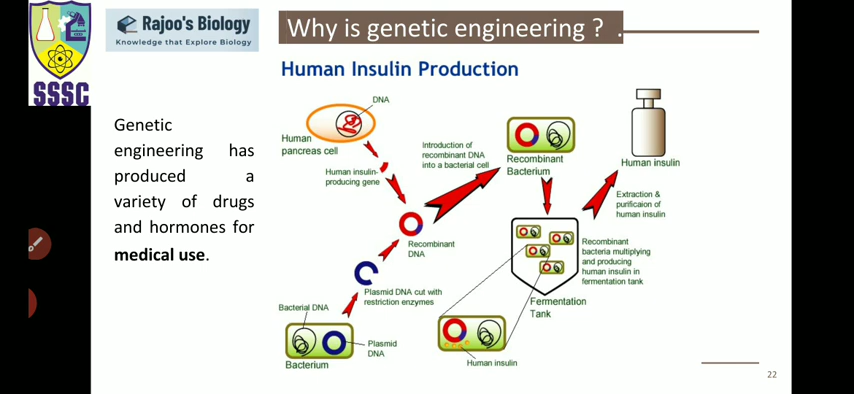 SSSC
Rajoo's Biology
Knowledge that Explore Biology
Why is genetic engineering ? .
Human Insulin Production
Genetic
engineering has
produced a
variety of drugs
and hormones for
medical use.
DNA
Human
pancreas cell
Human insulin-
producing gene
Introduction of
recombinant DNA
into a bacterial cell
Recombinant
Bacterium
Human insulin
Extraction &
purificaion of
human insulin
Recombinant
DNA
Recombinant
bacteria multiplying
and producing
human insulin in
fermentation tank
Plasmid DNA cut with
restriction enzymes
Fermentation
Tank
Bacterial DNA
Plasmid
DNA
Bacterium
Human insulin
22